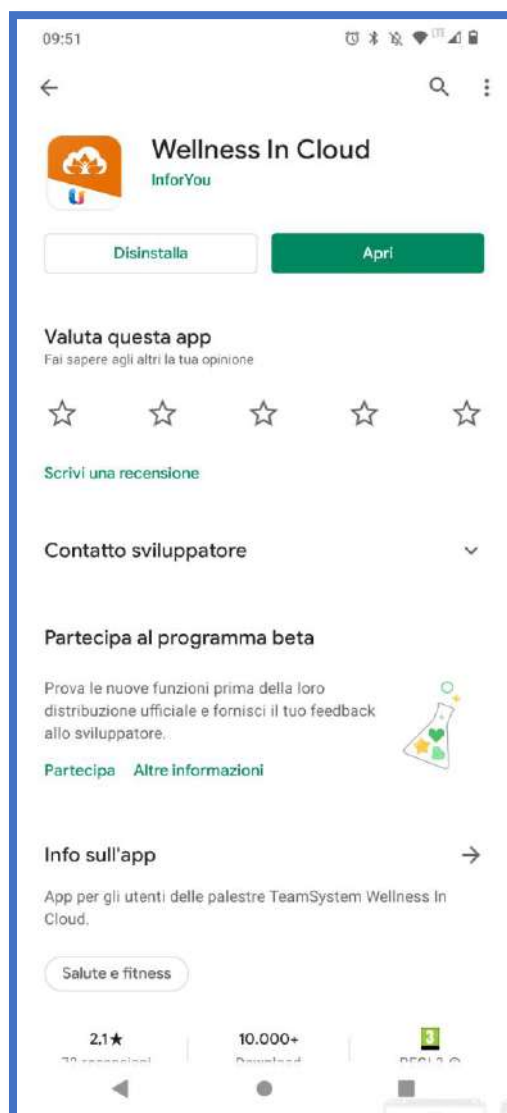 09:51
LTE
Wellness In Cloud
InforYou
Disinstalla
Apri
Valuta questa app
Fai sapere agli altri la tua opinione
Scrivi una recensione
Contatto sviluppatore
Partecipa al programma beta
Prova le nuove funzioni prima della loro
distribuzione ufficiale e fornisci il tuo feedback
allo sviluppatore.
Partecipa Altre informazioni
Info sull'app
App per gli utenti delle palestre TeamSystem Wellness In
Cloud.
Salute e fitness
2,1★ 10.000+ 3
Download